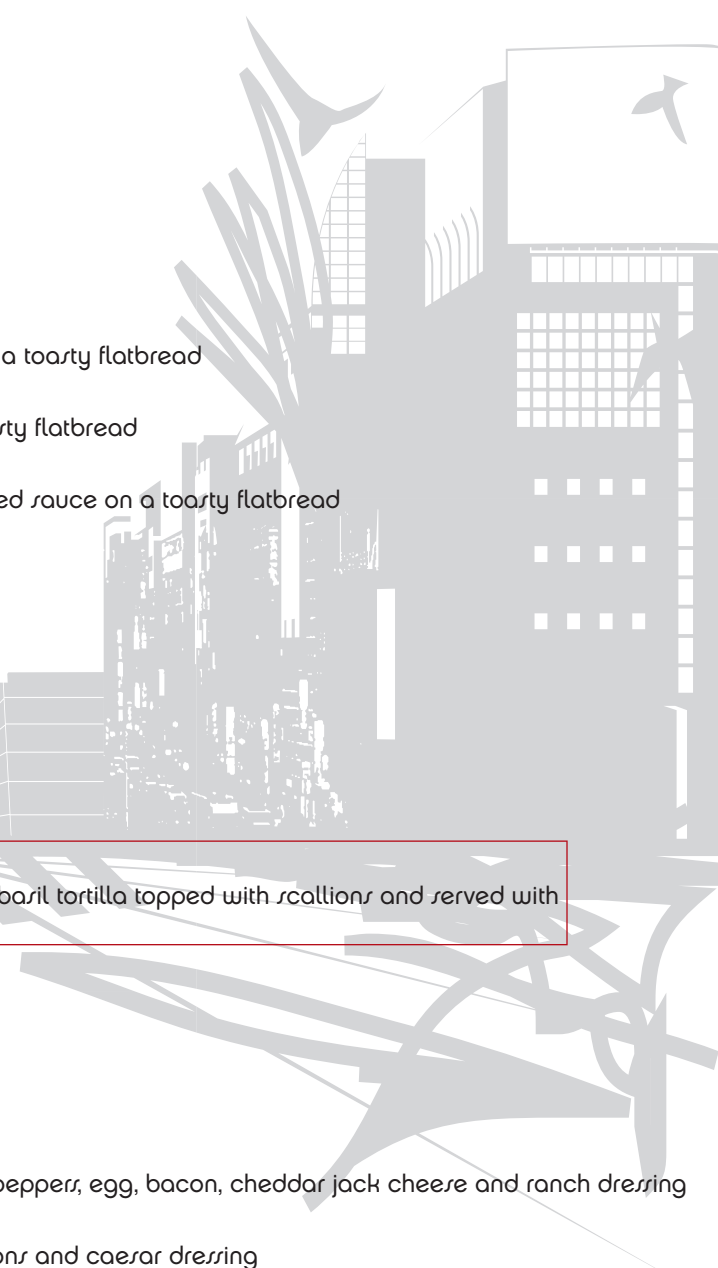 a toasty flatbread
sty flatbread
ed sauce on a toasty flatbread
basil tortilla topped with scallions and served with
peppers, egg, bacon, cheddar jack cheese and ranch dressing
ons and caesar dressing